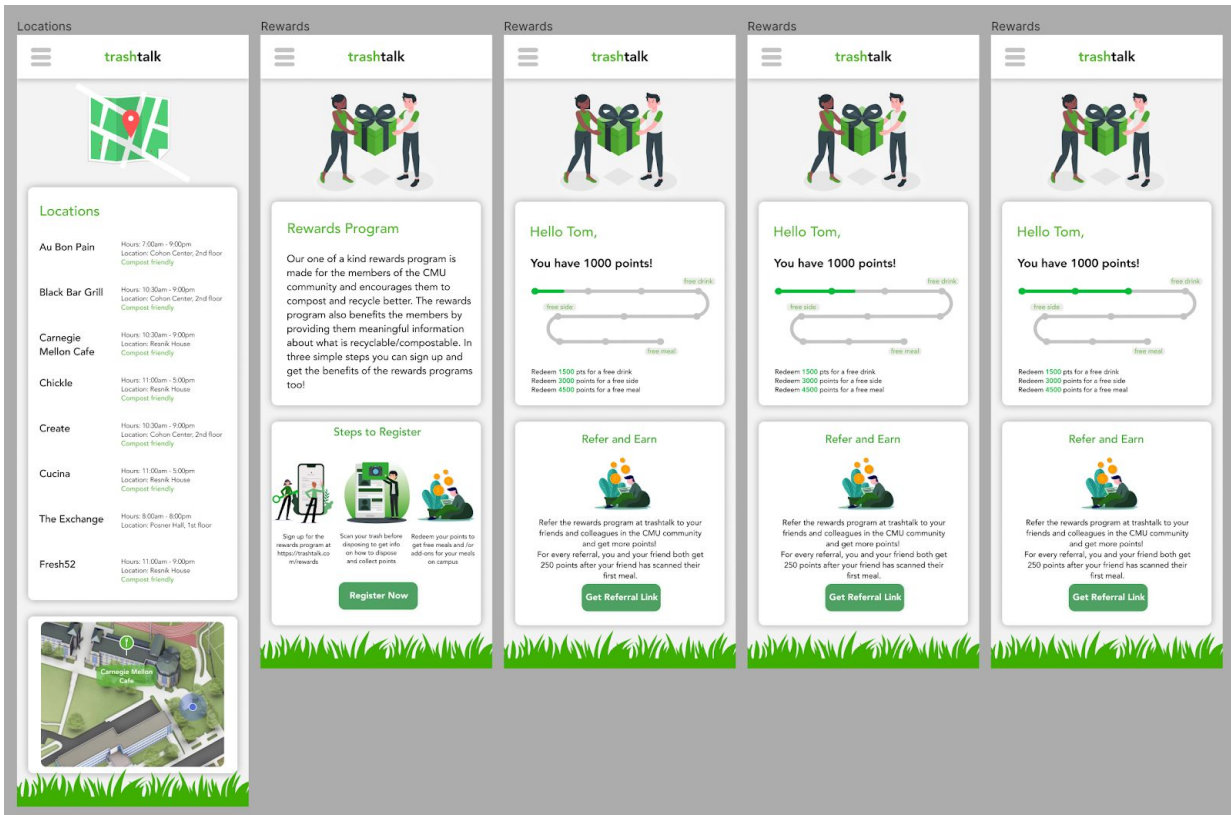 Locations
trashtalk
Locations
Au Bon Pain
Hours: 7:00am - 9:00pm
Location: Cohon Center, 2nd floor
Compost friendly
Black Bar Grill
Hours: 10:30am - 9:00pm
Location: Cohon Center, 2nd floor
Compost friendly
Carnegie
Mellon Cafe
Hours: 10:30am - 9:00pm
Location: Resnik House
Compost friendly
Chickle
Hours: 11:00am - 5:00pm
Location: Resnik House
Compost friendly
Create
Hours: 10:30am - 9:00pm
Location: Cohon Center, 2nd floor
Compost friendly
Cucina
Hours: 11:00am - 5:00pm
Location: Resnik House
Compost friendly
The Exchange
Hours: 8:00am - 8:00pm
Location: Posner Hall, 1st floor
Fresh52
Hours: 11:00am - 9:00pm
Location: Resnik House
Compost friendly
Carnegie Mellon
Cafe
Rewards
trashtalk
Rewards Program
Our one of a kind rewards program is
made for the members of the CMU
community and encourages them to
compost and recycle better. The rewards
program also benefits the members by
providing them meaningful information
about what is recyclable/compostable. In
three simple steps you can sign up and
get the benefits of the rewards programs
too!
Steps to Register
Sign up for the
rewards program at
https://trashtalk.co
m/rewards
Scan your trash before
disposing to get info
on how to dispose
and collect points
Redeem your points to
get free meals and /or
add-ons for your meals
on campus
Register Now
Rewards
trashtalk
Hello Tom,
You have 1000 points!
free drink
free side
free meal
Redeem 1500 pts for a free drink
Redeem 3000 points for a free side
Redeem 4500 points for a free meal
Refer and Earn
Refer the rewards program at trashtalk to your
friends and colleagues in the CMU community
and get more points!
For every referral, you and your friend both get
250 points after your friend has scanned their
first meal.
Get Referral Link
Rewards
trashtalk
Hello Tom,
You have 1000 points!
free drink
free side
free meal
Redeem 1500 pts for a free drink
Redeem 3000 points for a free side
Redeem 4500 points for a free meal
Refer and Earn
Refer the rewards program at trashtalk to your
friends and colleagues in the CMU community
and get more points!
For every referral, you and your friend both get
250 points after your friend has scanned their
first meal.
Get Referral Link
Rewards
trashtalk
Hello Tom,
You have 1000 points!
free drink
free side
free meal
Redeem 1500 pts for a free drink
Redeem 3000 points for a free side
Redeem 4500 points for a free meal
Refer and Earn
Refer the rewards program at trashtalk to your
friends and colleagues in the CMU community
and get more points!
For every referral, you and your friend both get
250 points after your friend has scanned their
first meal.
Get Referral Link